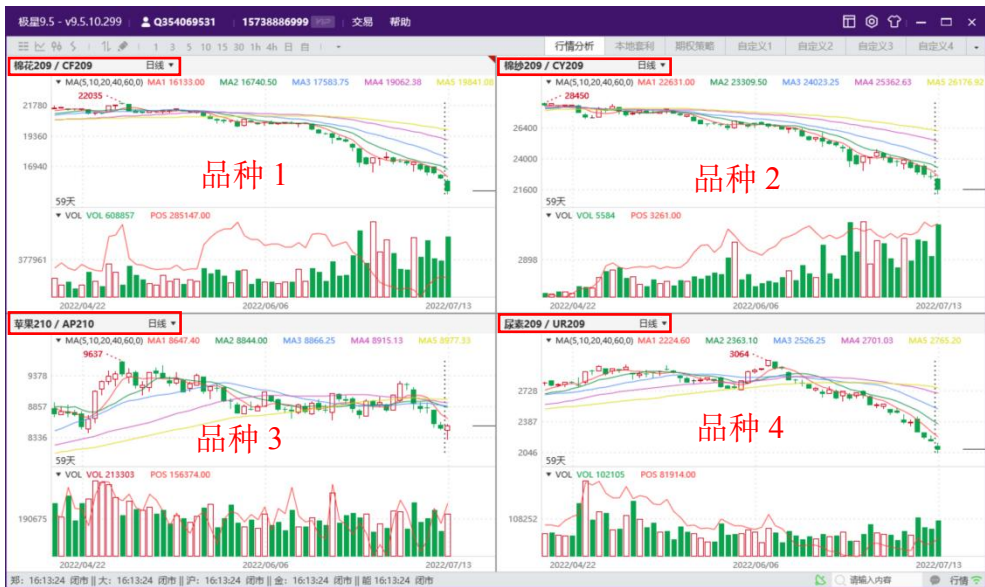 极星9.5 - v9.5.10.299 Q354069531 15738886999 交易 帮助
1 3 5 10 15 30 1h 4h 日 自 行情分析 本地套利 期权策略 自定义1 自定义2 自定义3 自定义4
棉花209 / CF209 日线
MA(5,10,20,40,60,0) MA1 16133.00 MA2 16740.50 MA3 17583.75 MA4 19062.38 MA5 19841.08
22035
21780
19360
16940
品种 1
59天
VOL VOL 608857 POS 285147.00
377961
2022/04/22 2022/06/06 2022/07/13
棉纱209 / CY209 日线
MA(5,10,20,40,60,0) MA1 22631.00 MA2 23309.50 MA3 24023.25 MA4 25362.63 MA5 26176.92
28450
26400
24000
21600
品种 2
59天
VOL VOL 5584 POS 3261.00
2898
2022/04/22 2022/06/06 2022/07/13
苹果210 / AP210 日线
MA(5,10,20,40,60,0) MA1 8647.40 MA2 8844.00 MA3 8866.25 MA4 8915.13 MA5 8977.33
9637
9378
8857
8336
品种 3
59天
VOL VOL 213303 POS 156374.00
190675
2022/04/22 2022/06/06 2022/07/13
尿素209 / UR209 日线
MA(5,10,20,40,60,0) MA1 2224.60 MA2 2363.10 MA3 2526.25 MA4 2701.03 MA5 2765.20
3064
2728
2387
2046
品种 4
59天
VOL VOL 102105 POS 81914.00
108252
2022/04/22 2022/06/06 2022/07/13
郑: 16:13:24 闭市 || 大: 16:13:24 闭市 || 沪: 16:13:24 闭市 || 金: 16:13:24 闭市 || 能 16:13:24 闭市 请输入内容 行情